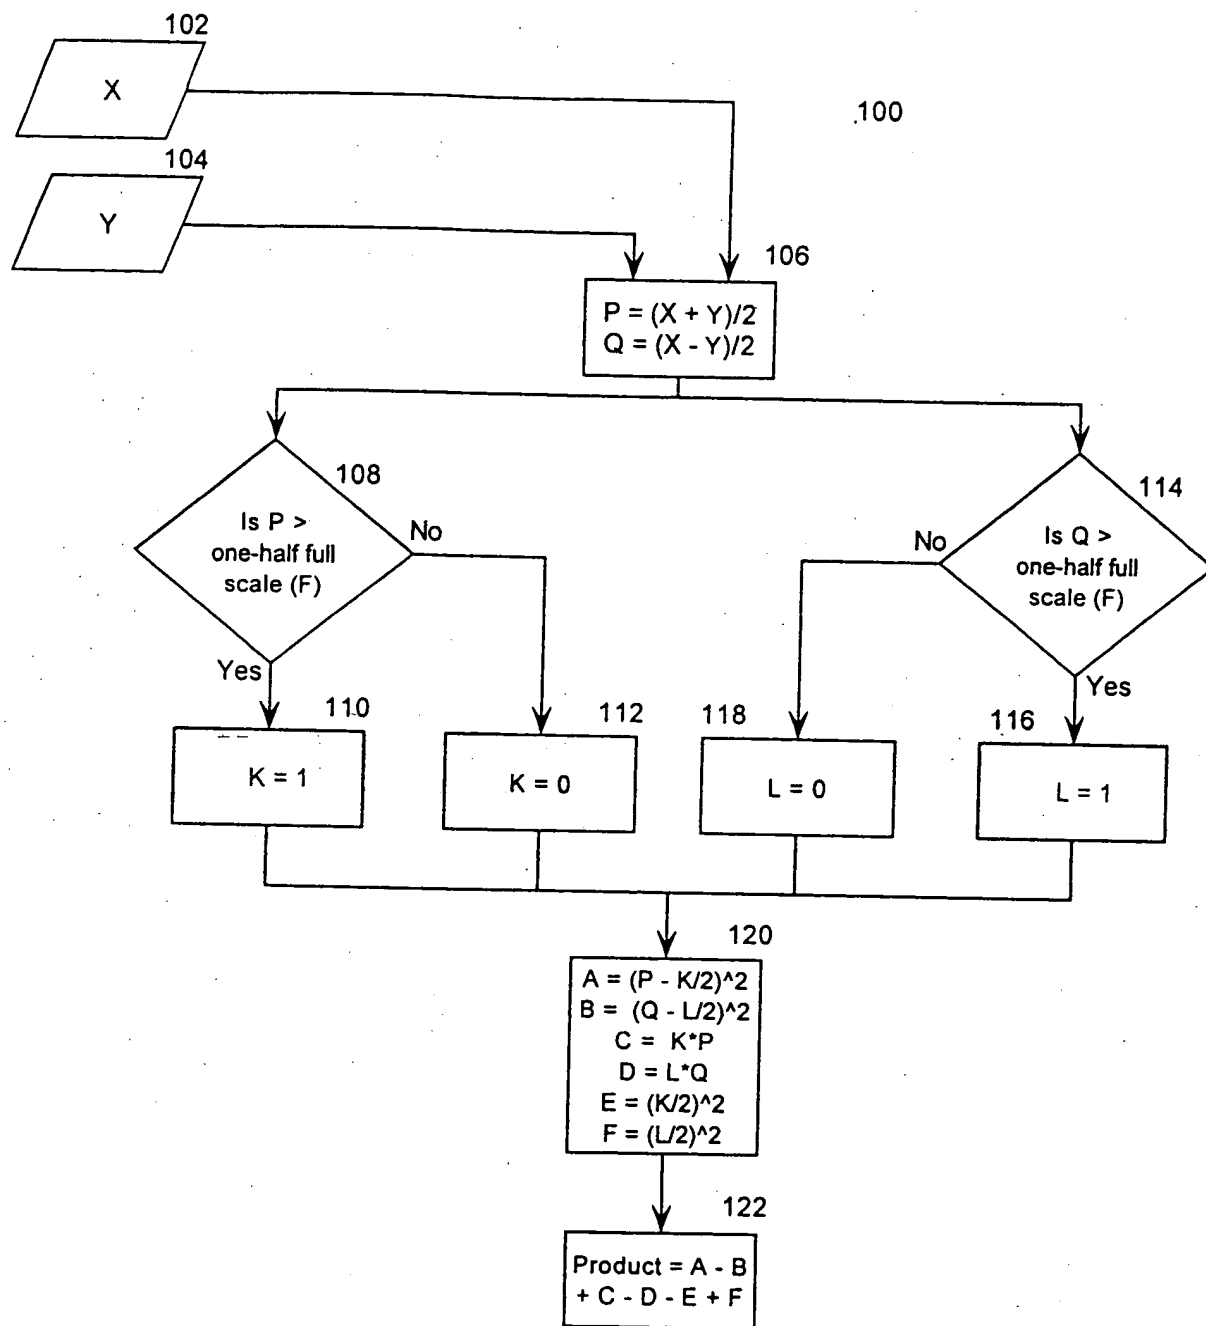 102
X
100
104
Y
106
P = (X + Y)/2
Q = (X - Y)/2
108
Is P >
one-half full
scale (F)
No
Yes
114
Is Q >
one-half full
scale (F)
No
Yes
110
K = 1
112
K = 0
118
L = 0
116
L = 1
120
A = (P - K/2)^2
B = (Q - L/2)^2
C = K*P
D = L*Q
E = (K/2)^2
F = (L/2)^2
122
Product = A - B
+ C - D - E + F